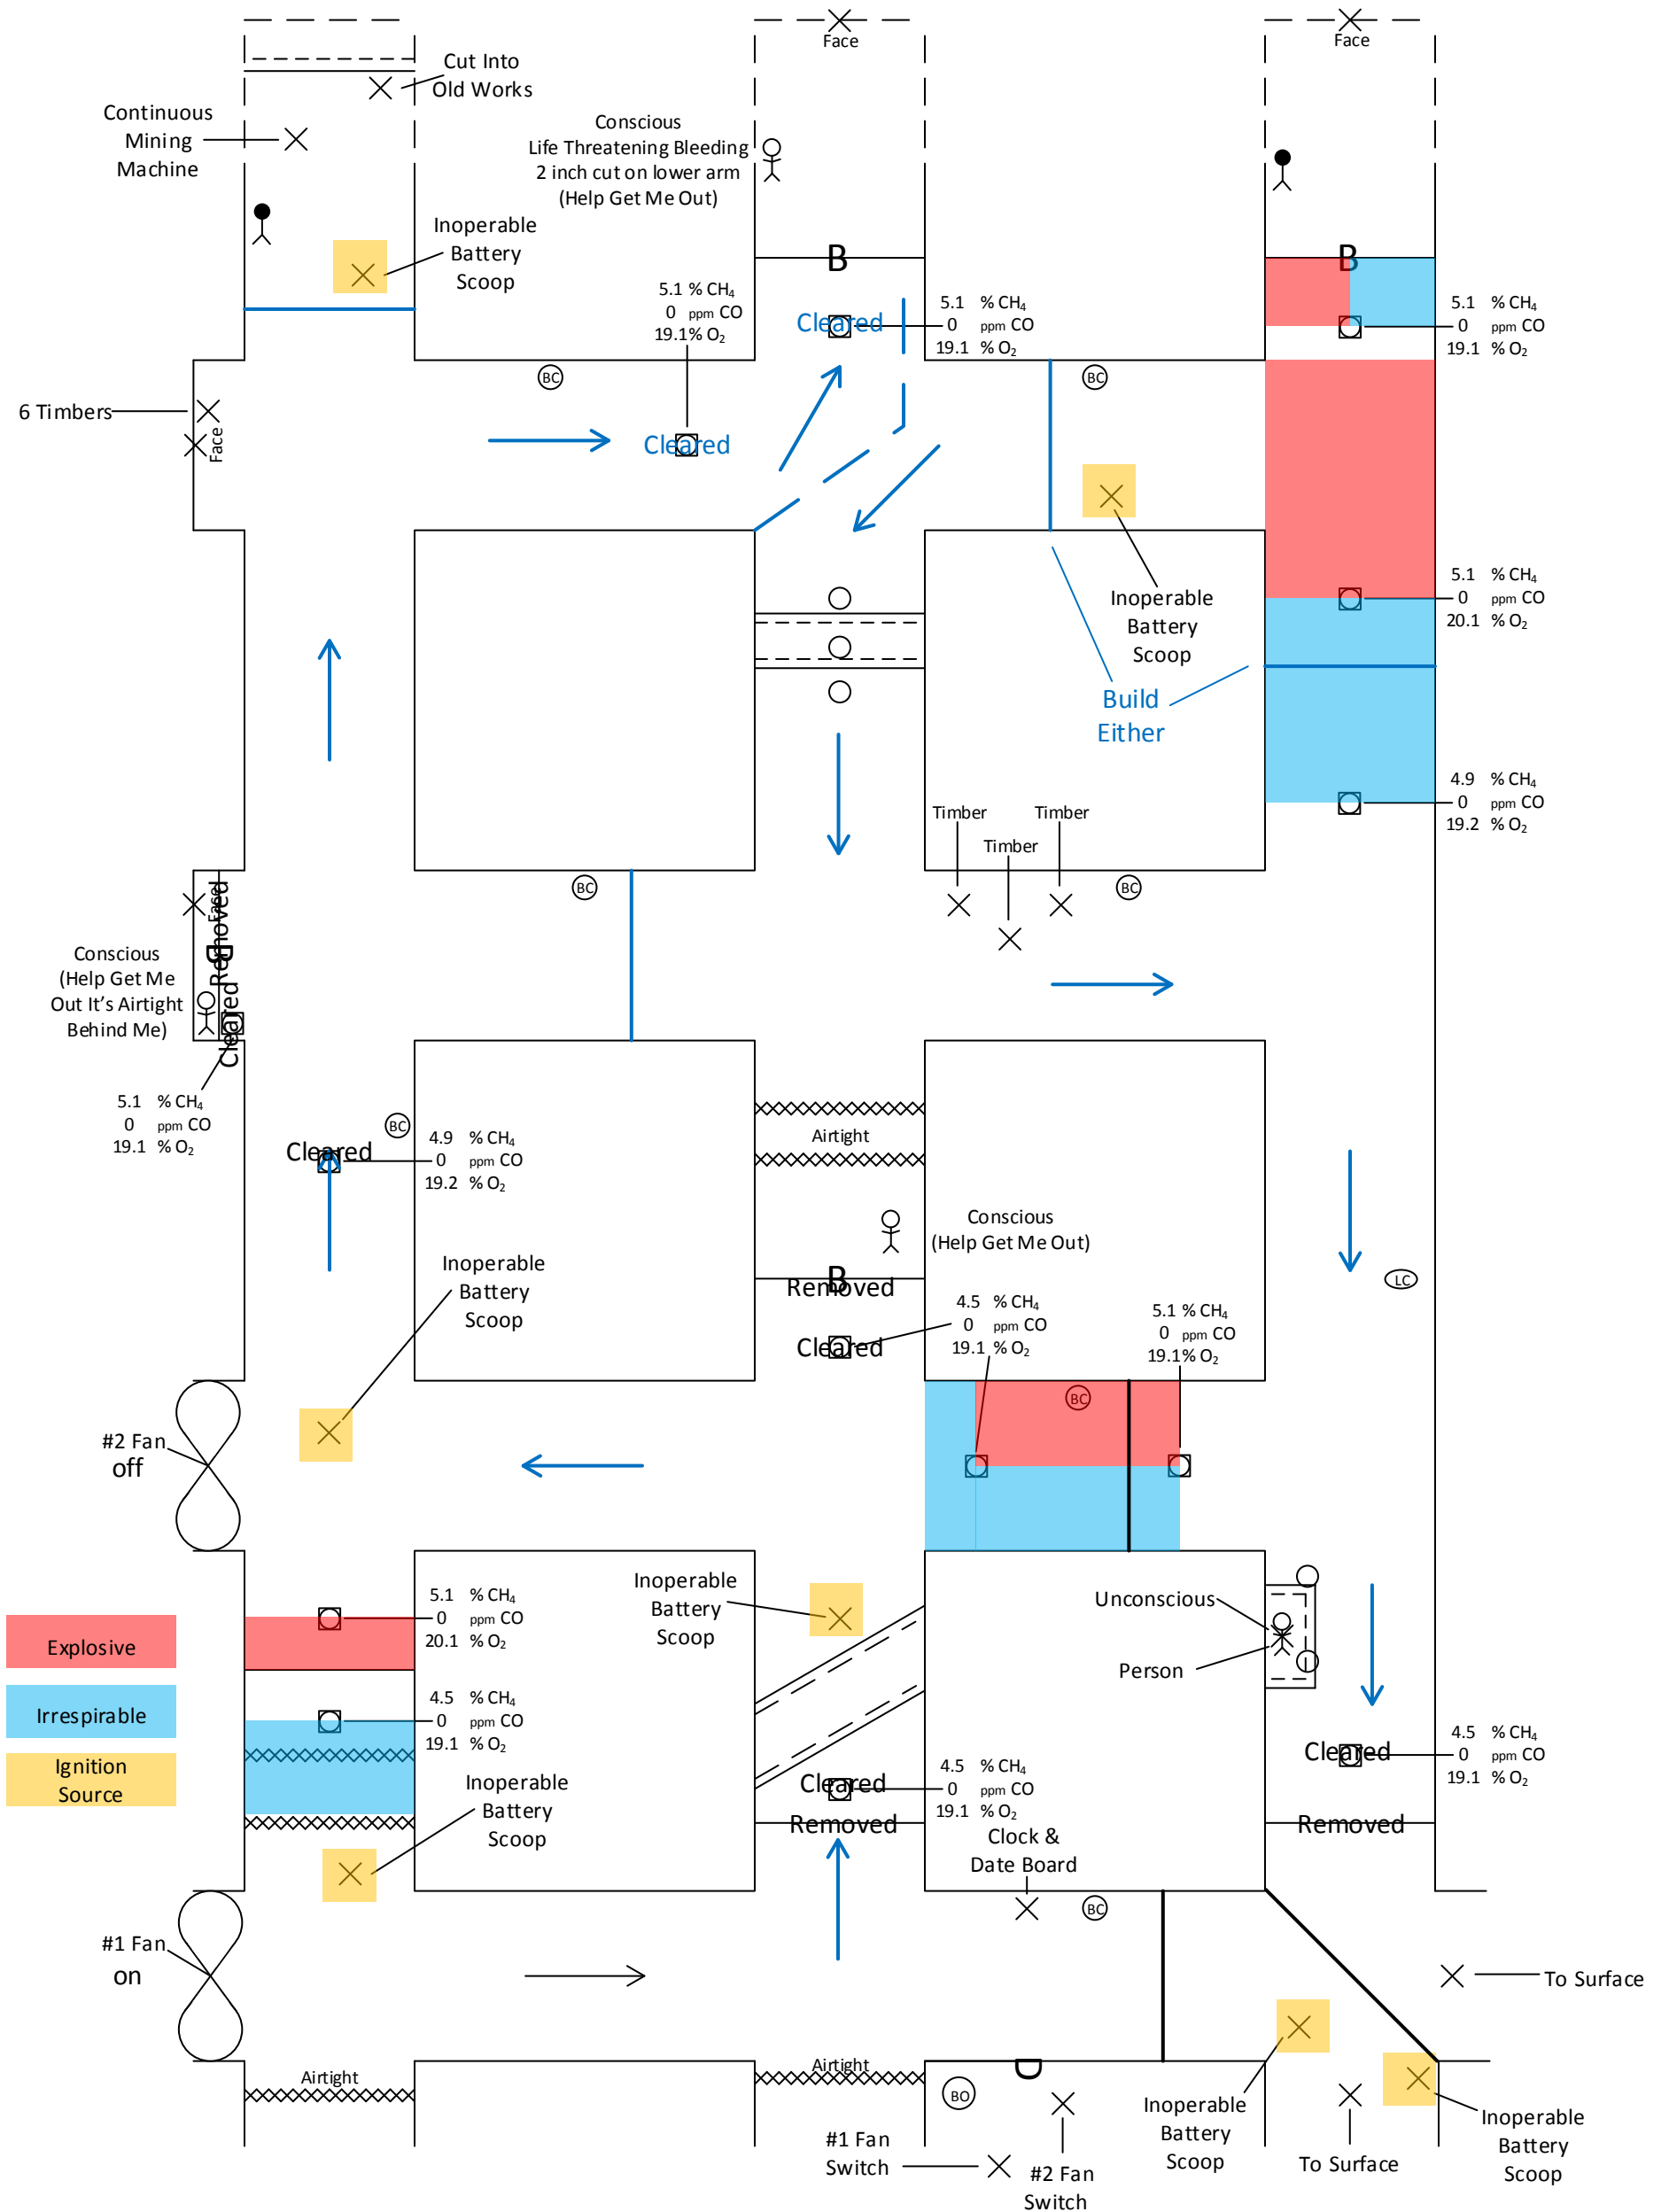 Face
Face
Cut Into
Old Works
Continuous
Mining
Machine
Conscious
Life Threatening Bleeding
2 inch cut on lower arm
(Help Get Me Out)
Inoperable
Battery
Scoop
B
B
5.1 % CH₄
0 ppm CO
19.1% O₂
Cleared
5.1 % CH₄
0 ppm CO
19.1 % O₂
5.1 % CH₄
0 ppm CO
19.1 % O₂
BC
BC
6 Timbers
Face
Cleared
5.1 % CH₄
0 ppm CO
20.1 % O₂
Inoperable
Battery
Scoop
Build
Either
4.9 % CH₄
0 ppm CO
19.2 % O₂
Timber
Timber
Timber
BC
BC
Face
Removed
B
Cleared
Conscious
(Help Get Me
Out It's Airtight
Behind Me)
5.1 % CH₄
0 ppm CO
19.1 % O₂
BC
Cleared
4.9 % CH₄
0 ppm CO
19.2 % O₂
Airtight
Conscious
(Help Get Me Out)
Inoperable
Battery
Scoop
B
Removed
LC
4.5 % CH₄
0 ppm CO
19.1 % O₂
5.1 % CH₄
0 ppm CO
19.1% O₂
Cleared
BC
#2 Fan
off
Inoperable
Battery
Scoop
5.1 % CH₄
0 ppm CO
20.1 % O₂
Unconscious
Person
Explosive
Irrespirable
Ignition
Source
4.5 % CH₄
0 ppm CO
19.1 % O₂
Inoperable
Battery
Scoop
Cleared
4.5 % CH₄
0 ppm CO
19.1 % O₂
Removed
Cleared
4.5 % CH₄
0 ppm CO
19.1 % O₂
Removed
Clock &
Date Board
BC
#1 Fan
on
To Surface
Airtight
Airtight
D
BO
Inoperable
Battery
Scoop
Inoperable
Battery
Scoop
#1 Fan
Switch
#2 Fan
Switch
To Surface